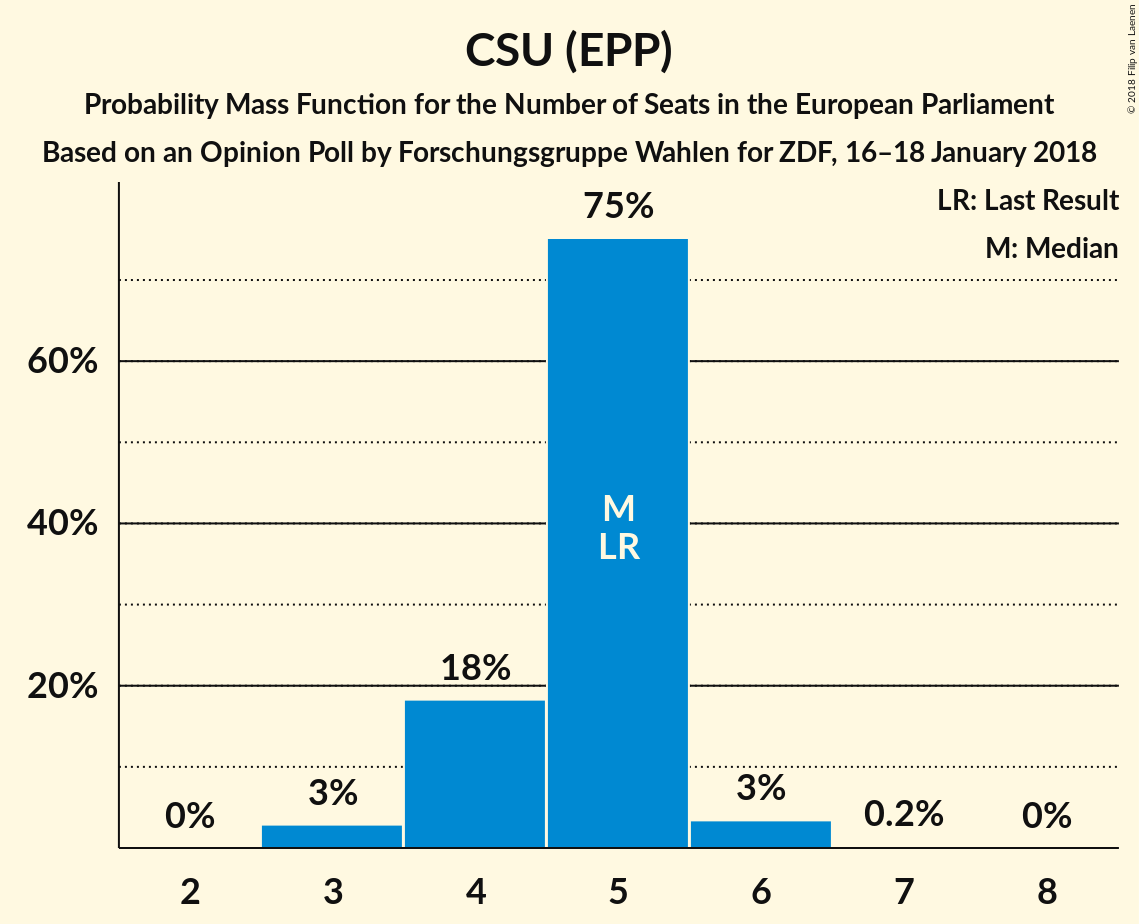 CSU (EPP)
Probability Mass Function for the Number of Seats in the European Parliament
Based on an Opinion Poll by Forschungsgruppe Wahlen for ZDF, 16–18 January 2018
© 2018 Filip van Laenen
LR: Last Result
M: Median
75%
60%
40%
20%
M
LR
18%
3%
3%
0%
0.2%
0%
2 3 4 5 6 7 8